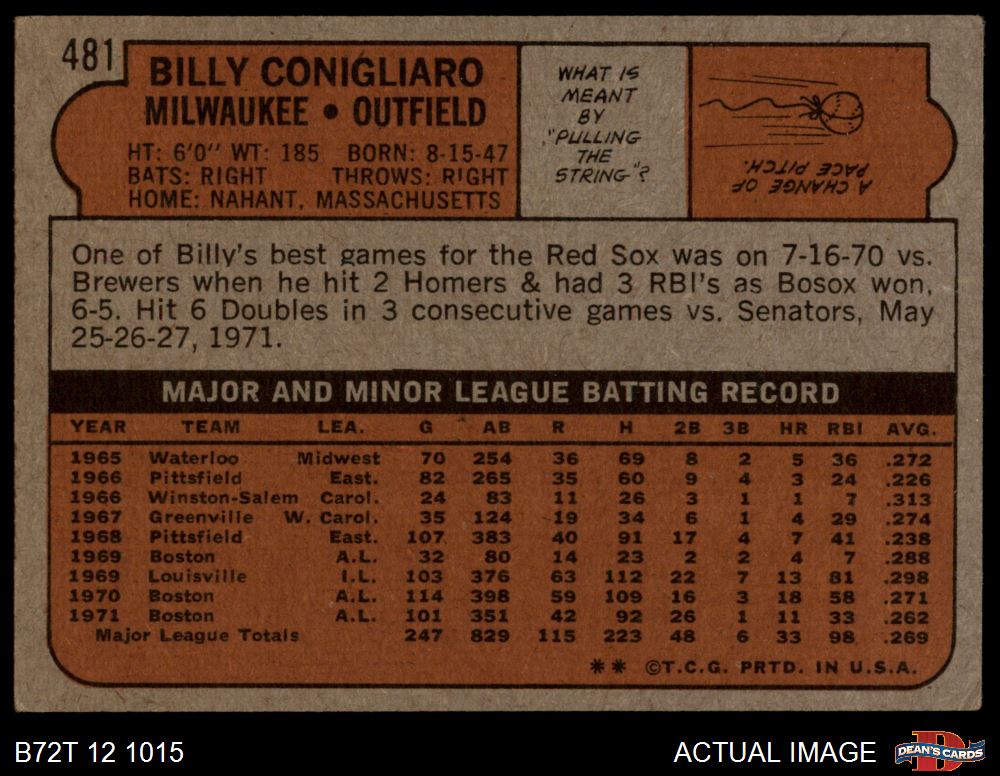 481
BILLY CONIGLIARO
MILWAUKEE • OUTFIELD
HT: 6'0" WT: 185 BORN: 8-15-47
BATS: RIGHT THROWS: RIGHT
HOME: NAHANT, MASSACHUSETTS
WHAT IS
MEANT
BY
"PULLING
THE
STRING"?
A CHANGE OF
PACE PITCH.
One of Billy's best games for the Red Sox was on 7-16-70 vs.
Brewers when he hit 2 Homers & had 3 RBI's as Bosox won,
6-5. Hit 6 Doubles in 3 consecutive games vs. Senators, May
25-26-27, 1971.
MAJOR AND MINOR LEAGUE BATTING RECORD
YEAR TEAM LEA. G AB R H 2B 3B HR RBI AVG.
1965 Waterloo Midwest 70 254 36 69 8 2 5 36 .272
1966 Pittsfield East. 82 265 35 60 9 4 3 24 .226
1966 Winston-Salem Carol. 24 83 11 26 3 1 1 7 .313
1967 Greenville W. Carol. 35 124 19 34 6 1 4 29 .274
1968 Pittsfield East. 107 383 40 91 17 4 7 41 .238
1969 Boston A.L. 32 80 14 23 2 2 4 7 .288
1969 Louisville I.L. 103 376 63 112 22 7 13 81 .298
1970 Boston A.L. 114 398 59 109 16 3 18 58 .271
1971 Boston A.L. 101 351 42 92 26 1 11 33 .262
Major League Totals 247 829 115 223 48 6 33 98 .269
** ©T.C.G. PRTD. IN U.S.A.
B72T 12 1015
ACTUAL IMAGE
D
DEAN'S CARDS